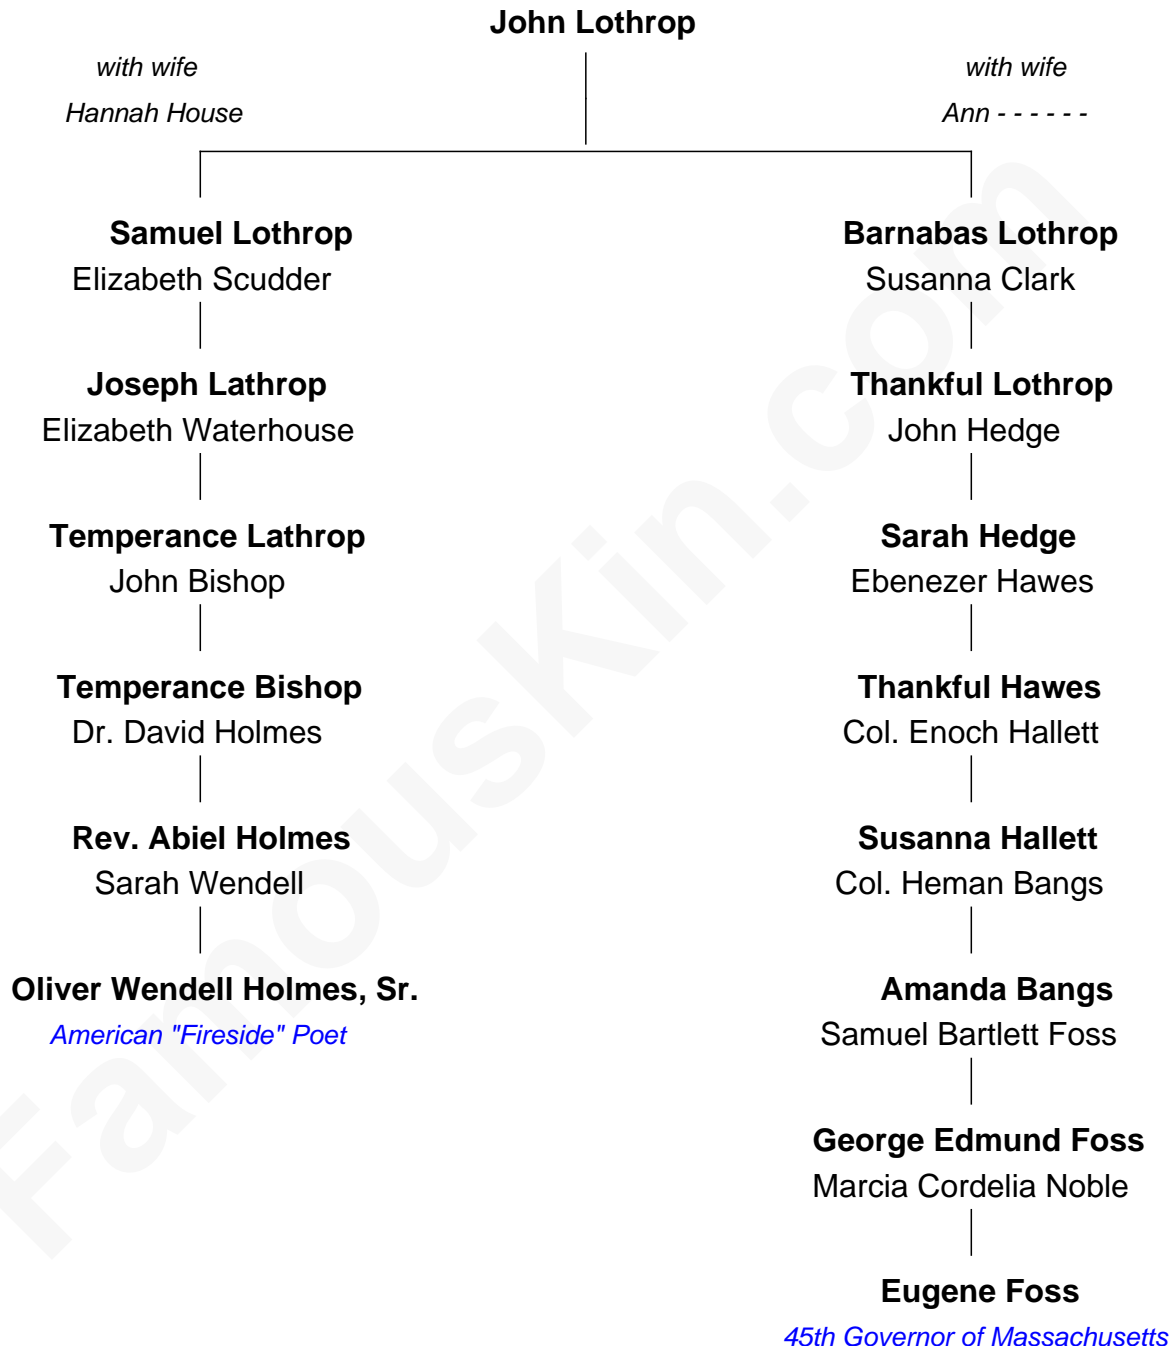 John Lothrop
with wife
Hannah House
with wife
Ann - - - - - -
Samuel Lothrop
Elizabeth Scudder
Joseph Lathrop
Elizabeth Waterhouse
Temperance Lathrop
John Bishop
Temperance Bishop
Dr. David Holmes
Rev. Abiel Holmes
Sarah Wendell
Oliver Wendell Holmes, Sr.
American "Fireside" Poet
Barnabas Lothrop
Susanna Clark
Thankful Lothrop
John Hedge
Sarah Hedge
Ebenezer Hawes
Thankful Hawes
Col. Enoch Hallett
Susanna Hallett
Col. Heman Bangs
Amanda Bangs
Samuel Bartlett Foss
George Edmund Foss
Marcia Cordelia Noble
Eugene Foss
45th Governor of Massachusetts
FamousKin.com